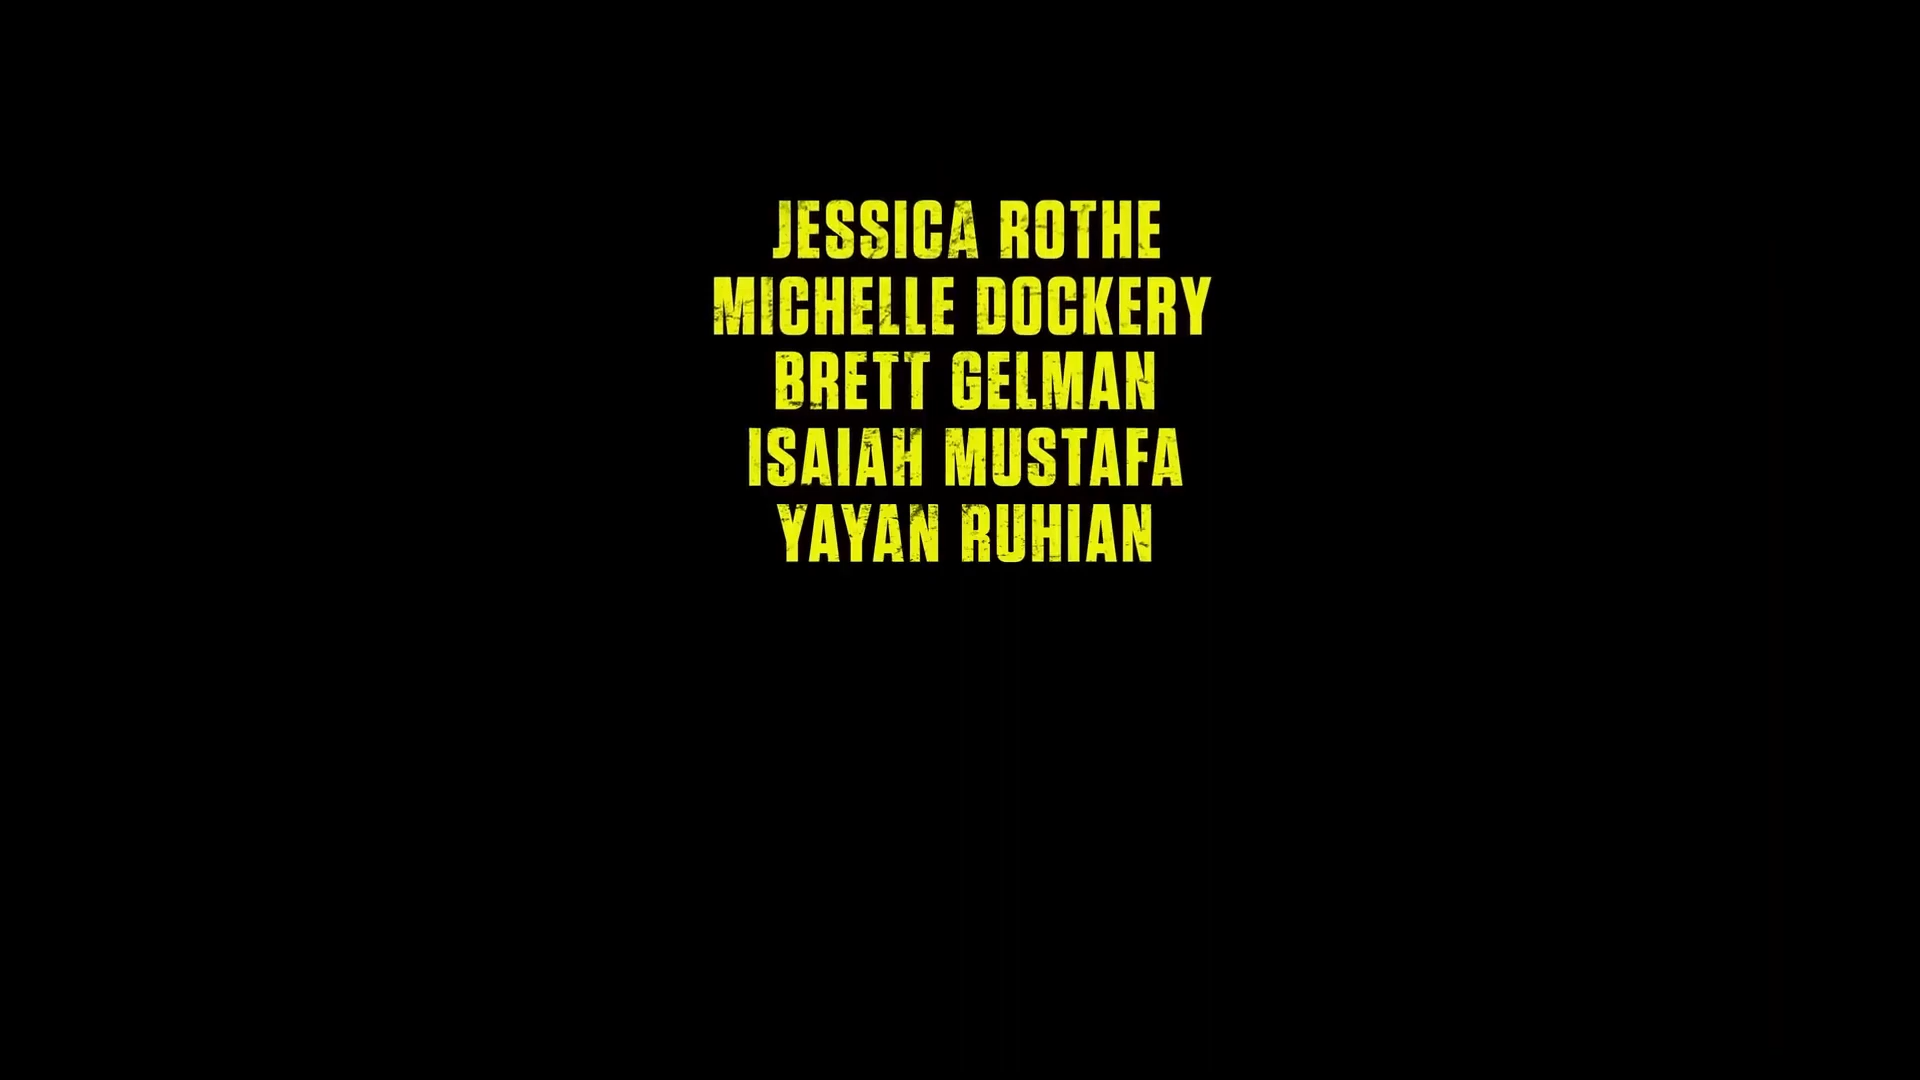 JESSICA ROTHE
MICHELLE DOCKERY
BRETT GELMAN
ISAIAH MUSTAFA
YAYAN RUHIAN